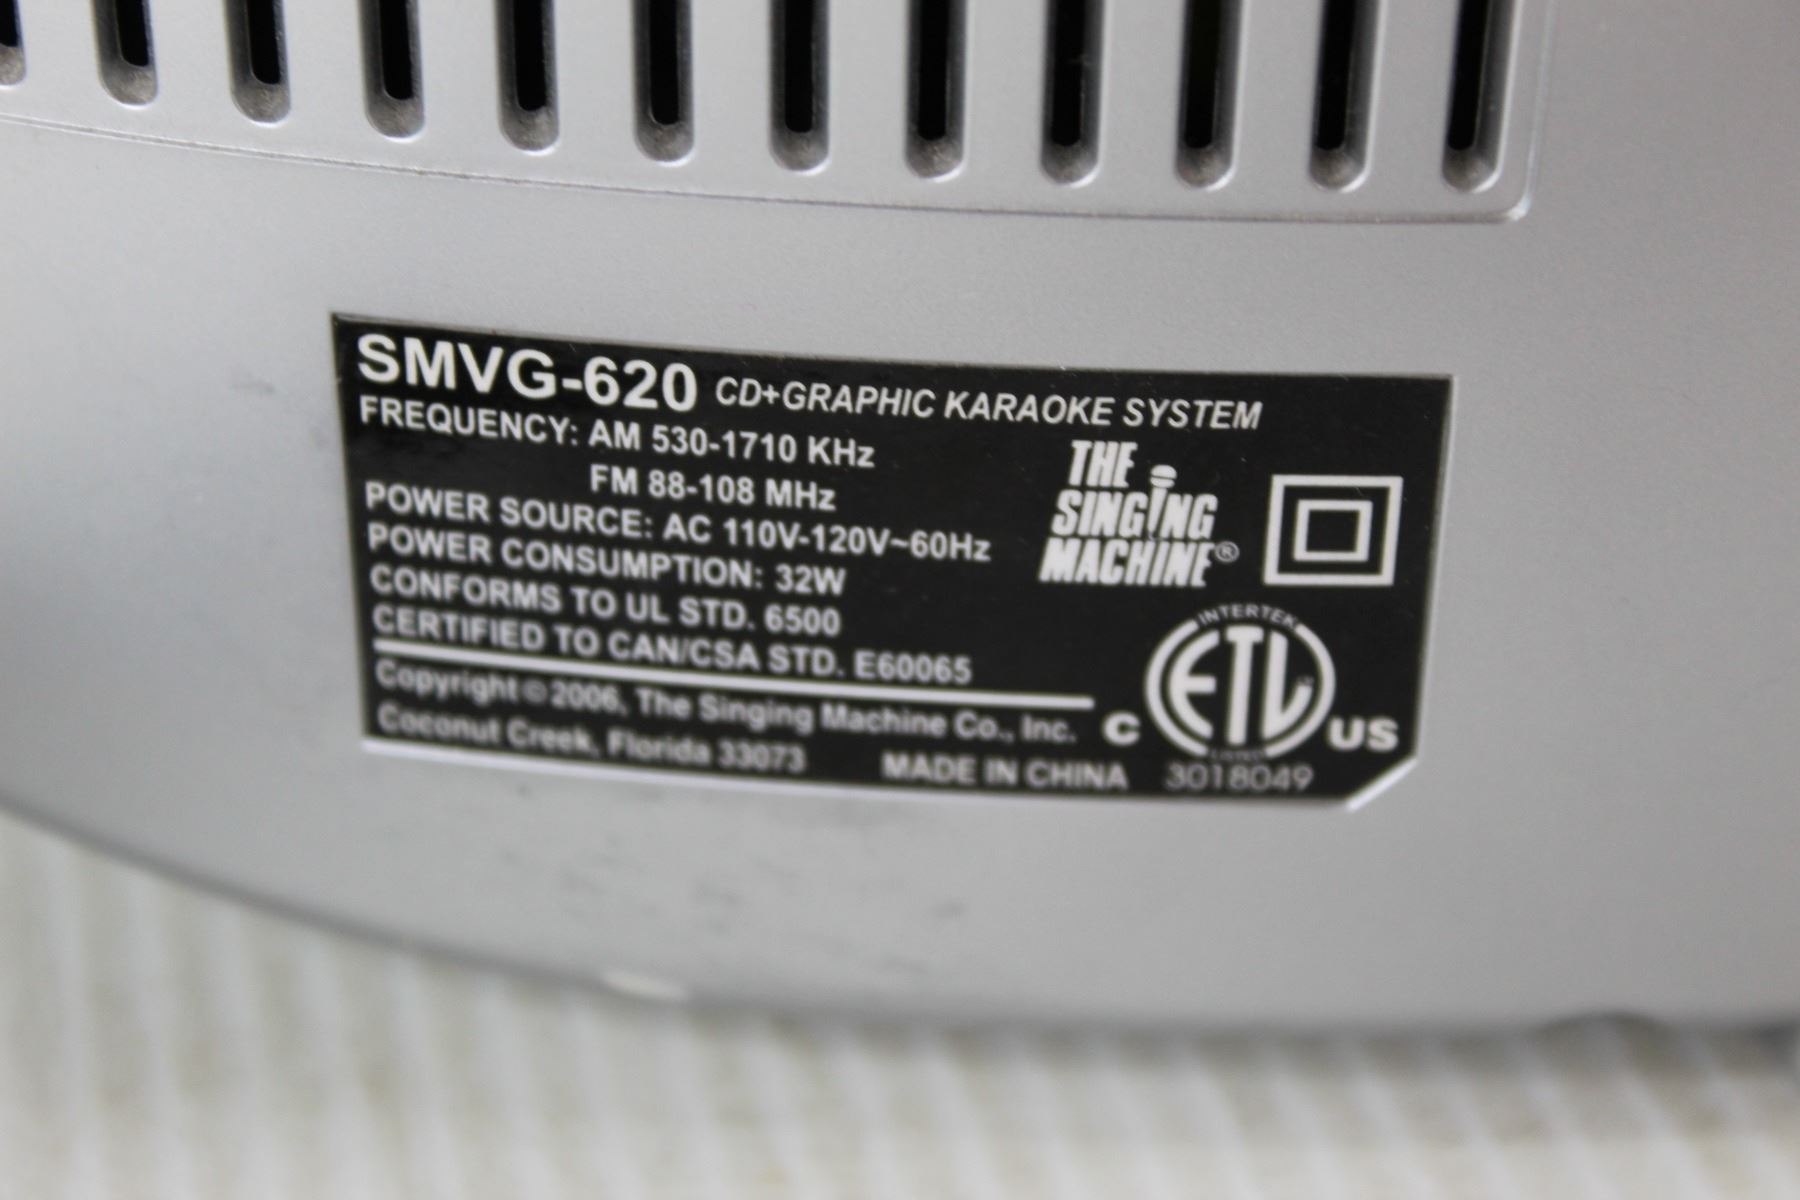 SMVG-620 CD+GRAPHIC KARAOKE SYSTEM
FREQUENCY: AM 530-1710 KHz
FM 88-108 MHz
POWER SOURCE: AC 110V-120V~60Hz
POWER CONSUMPTION: 32W
CONFORMS TO UL STD. 6500
CERTIFIED TO CAN/CSA STD. E60065
Copyright © 2006, The Singing Machine Co., Inc.
Coconut Creek, Florida 33073
MADE IN CHINA
THE
SINGING
MACHINE®
INTERTEK
C ETL US
3018049